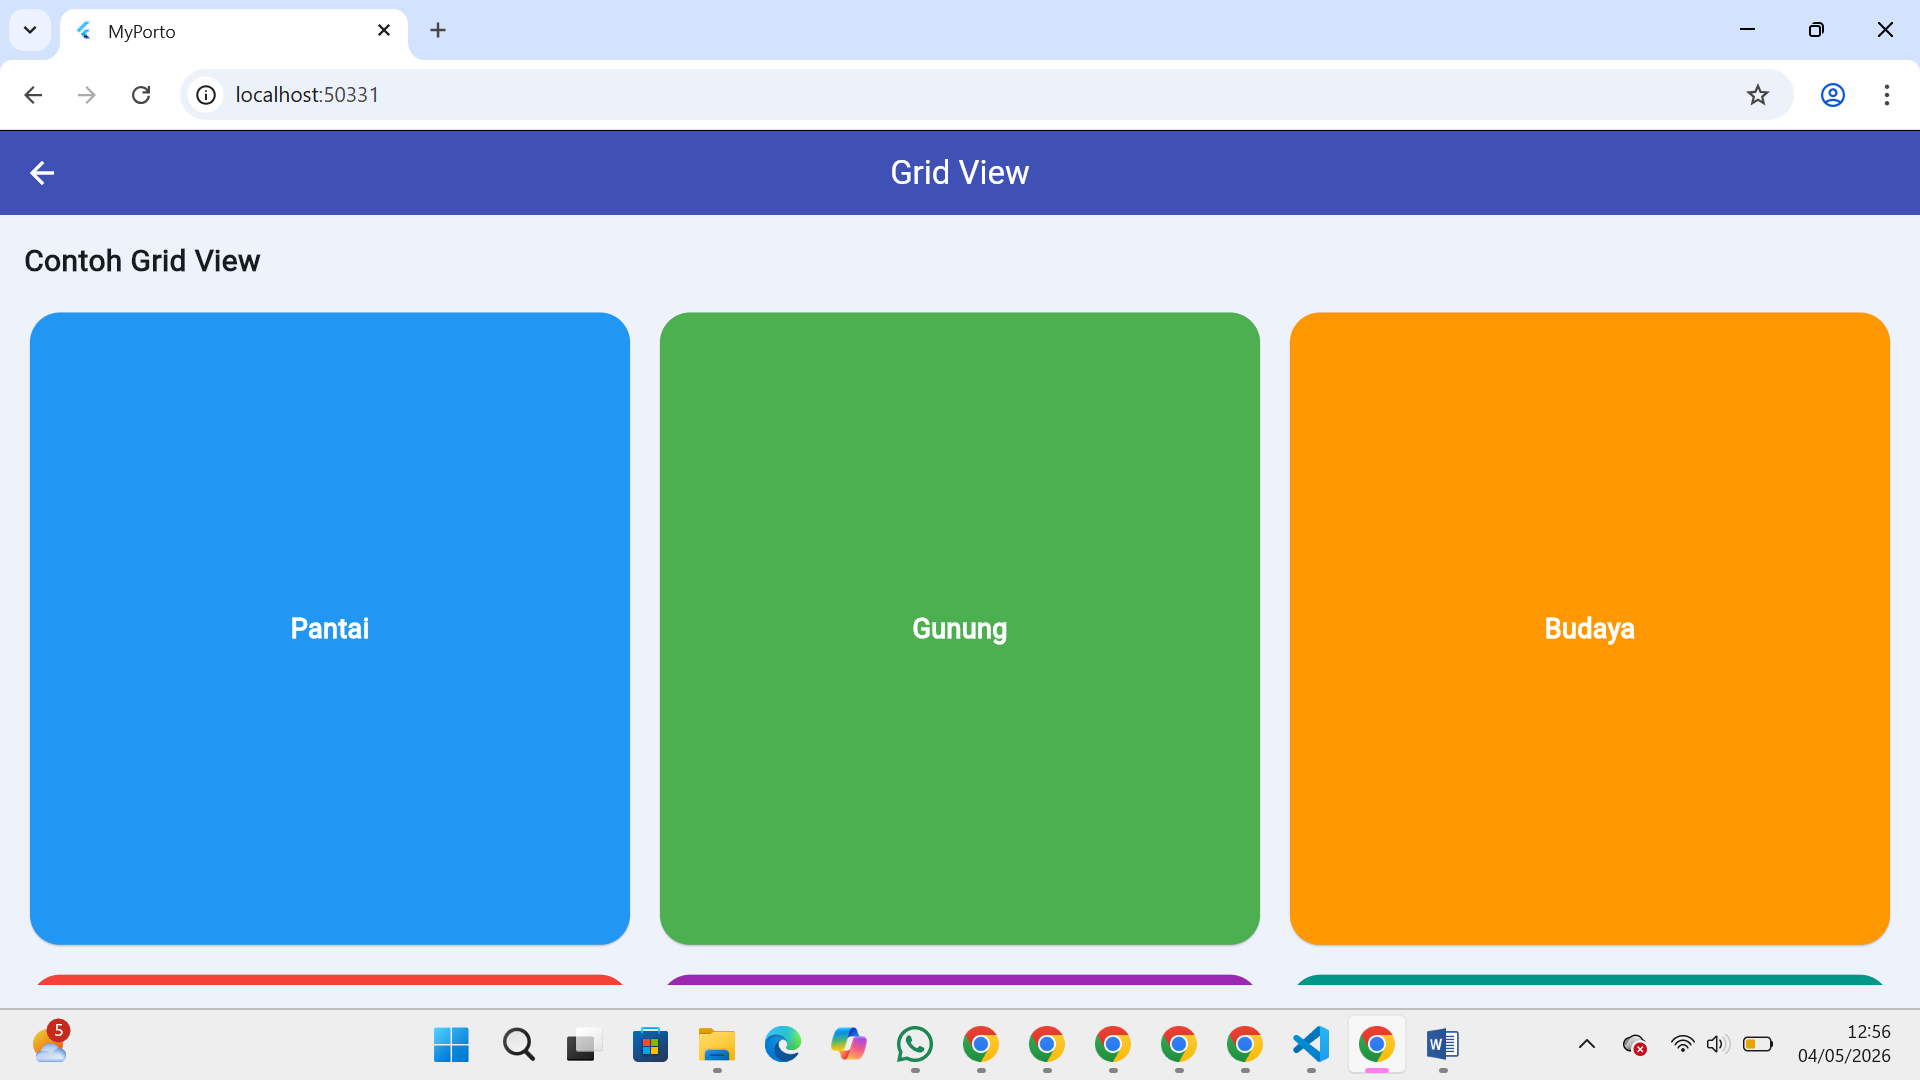 MyPorto
localhost:50331
Grid View
Contoh Grid View
Pantai
Gunung
Budaya
5
12:56
04/05/2026